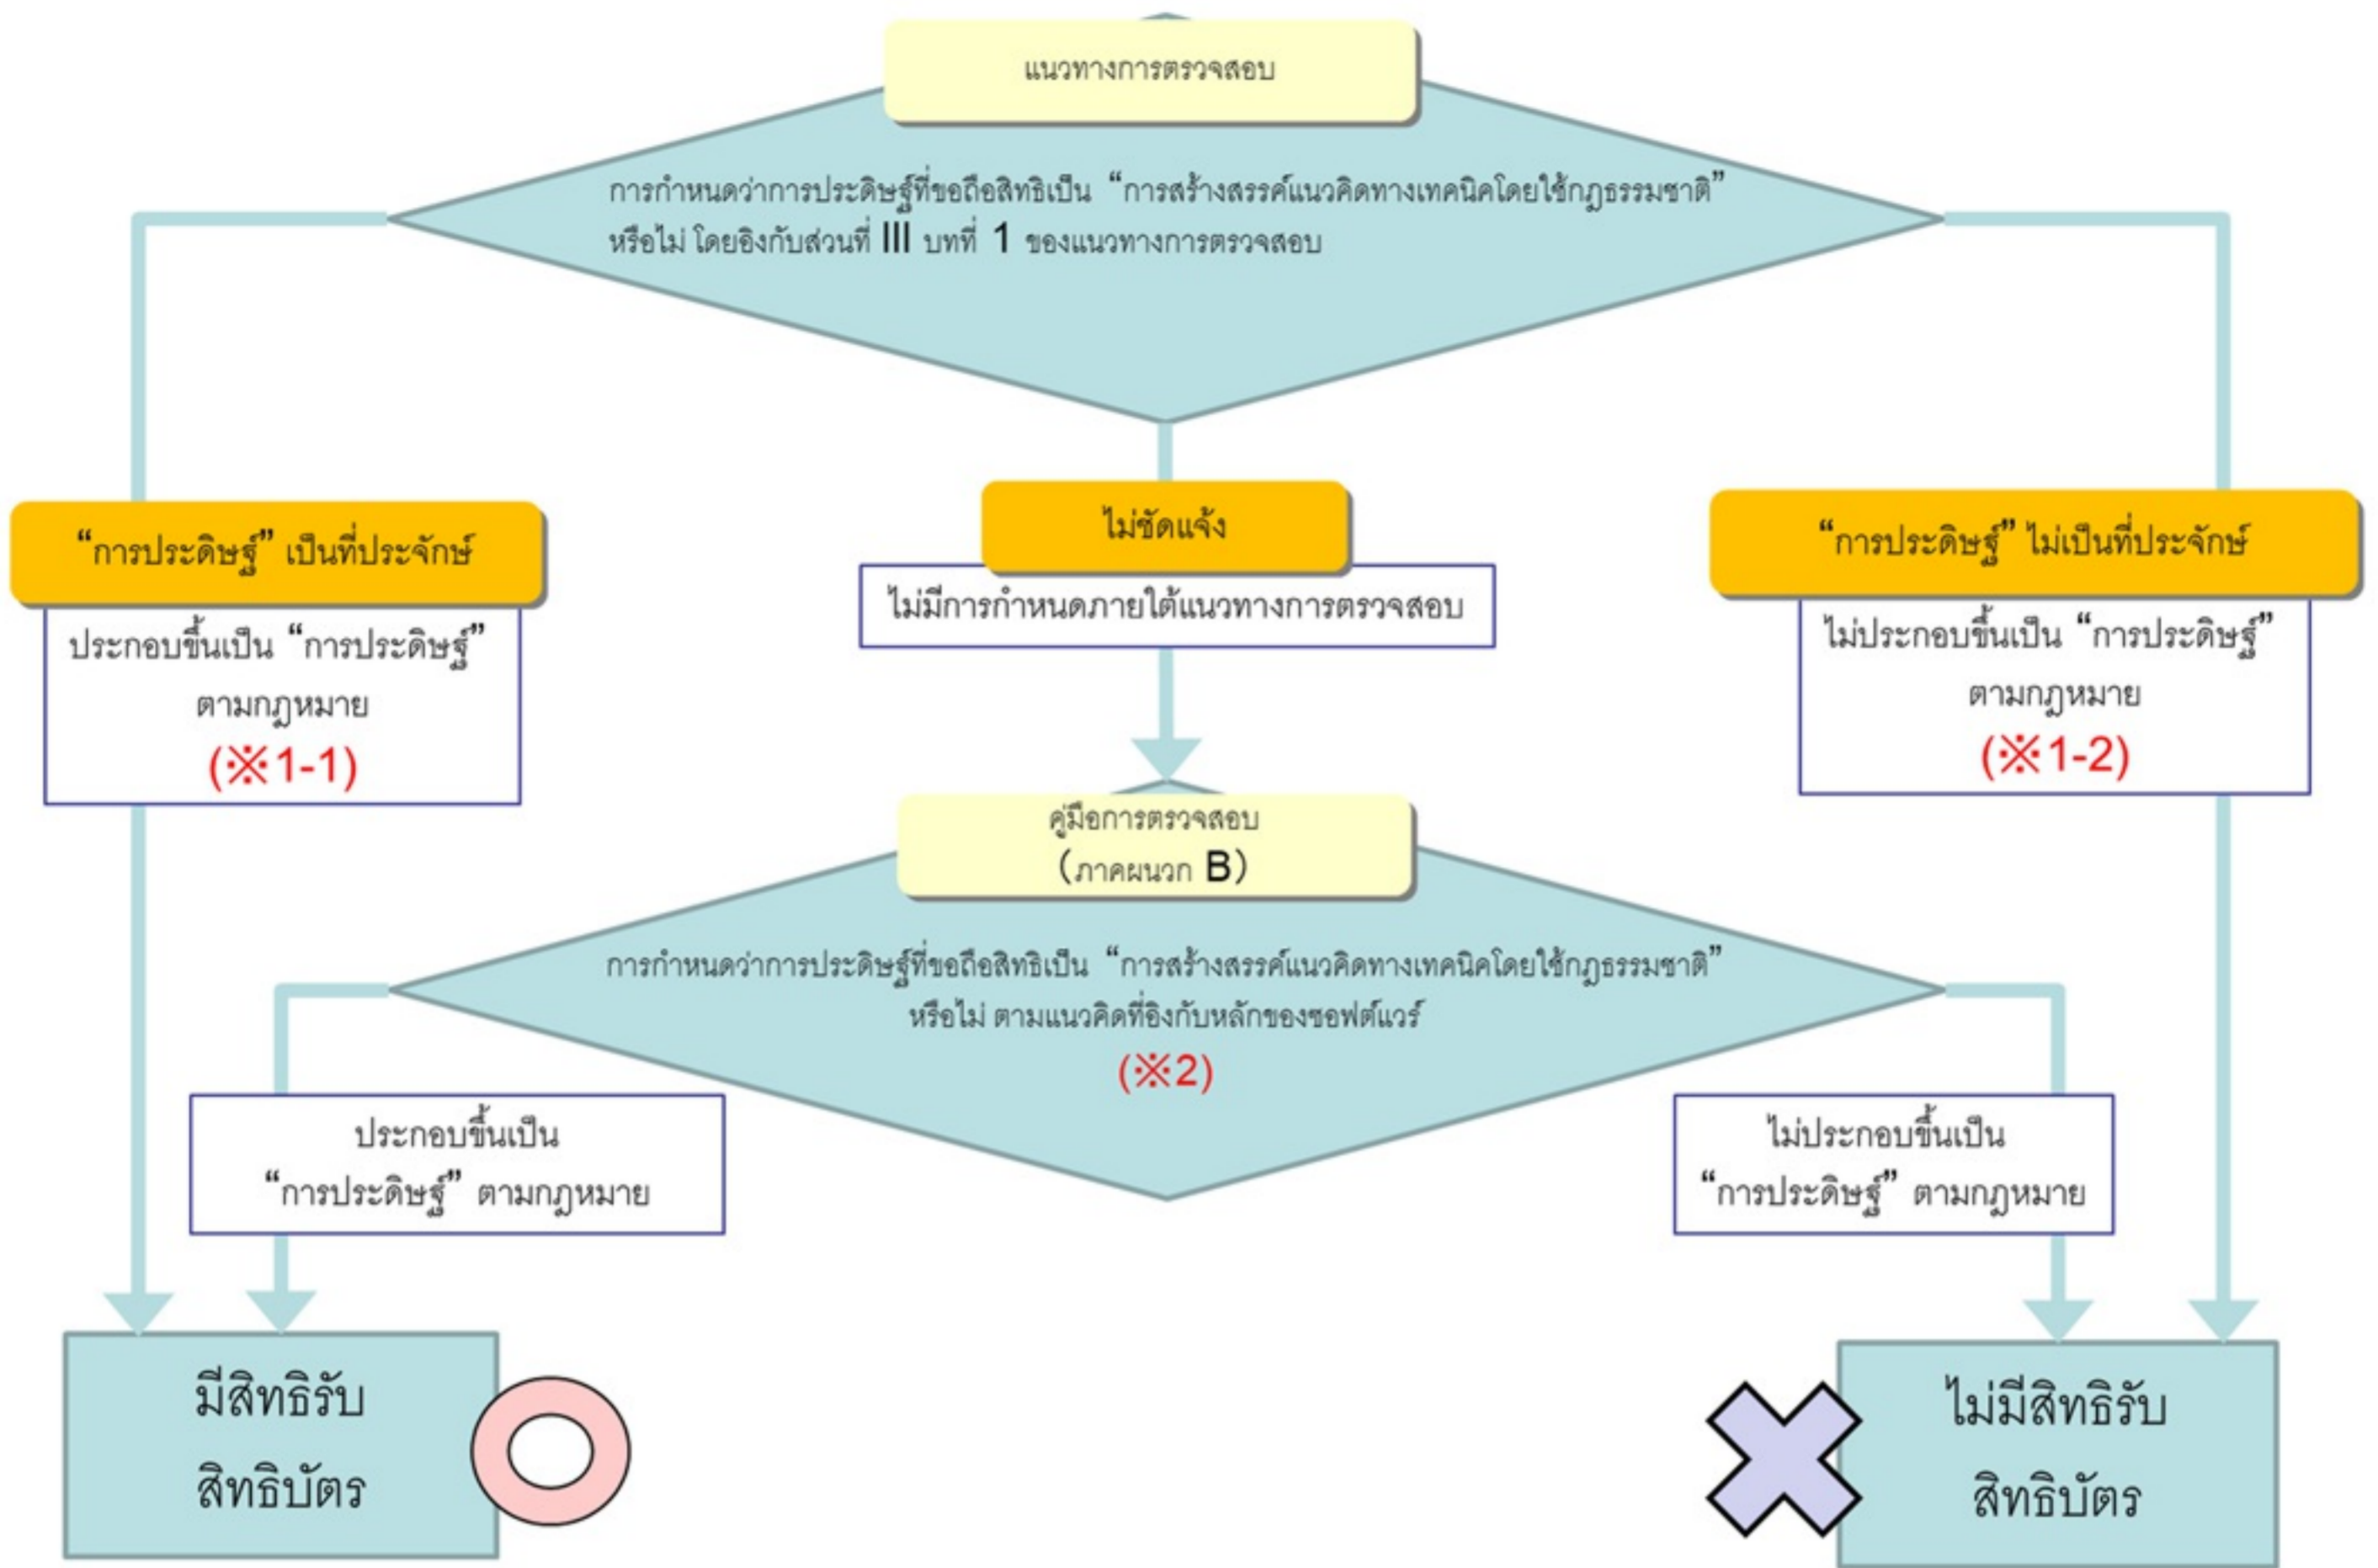 แนวทางการตรวจสอบ
การกำหนดว่าการประดิษฐ์ที่ขอถือสิทธิเป็น “การสร้างสรรค์แนวคิดทางเทคนิคโดยใช้กฎธรรมชาติ”
หรือไม่ โดยอิงกับส่วนที่ III บทที่ 1 ของแนวทางการตรวจสอบ
“การประดิษฐ์” เป็นที่ประจักษ์
ประกอบขึ้นเป็น “การประดิษฐ์”
ตามกฎหมาย
(※1-1)
ไม่ชัดแจ้ง
ไม่มีการกำหนดภายใต้แนวทางการตรวจสอบ
“การประดิษฐ์” ไม่เป็นที่ประจักษ์
ไม่ประกอบขึ้นเป็น “การประดิษฐ์”
ตามกฎหมาย
(※1-2)
คู่มือการตรวจสอบ
(ภาคผนวก B)
การกำหนดว่าการประดิษฐ์ที่ขอถือสิทธิเป็น “การสร้างสรรค์แนวคิดทางเทคนิคโดยใช้กฎธรรมชาติ”
หรือไม่ ตามแนวคิดที่อิงกับหลักของซอฟต์แวร์
(※2)
ประกอบขึ้นเป็น
“การประดิษฐ์” ตามกฎหมาย
ไม่ประกอบขึ้นเป็น
“การประดิษฐ์” ตามกฎหมาย
มีสิทธิรับ
สิทธิบัตร
ไม่มีสิทธิรับ
สิทธิบัตร